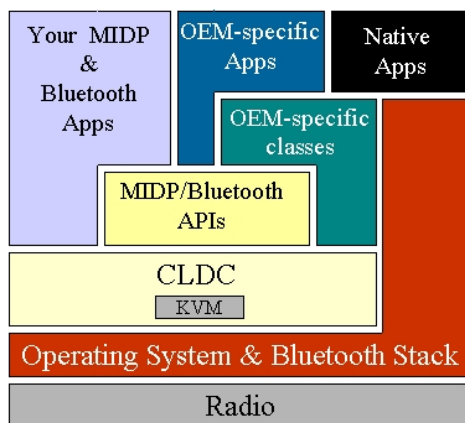 Your MIDP
&
Bluetooth
Apps
OEM-specific
Apps
Native
Apps
OEM-specific
classes
MIDP/Bluetooth
APIs
CLDC
KVM
Operating System & Bluetooth Stack
Radio